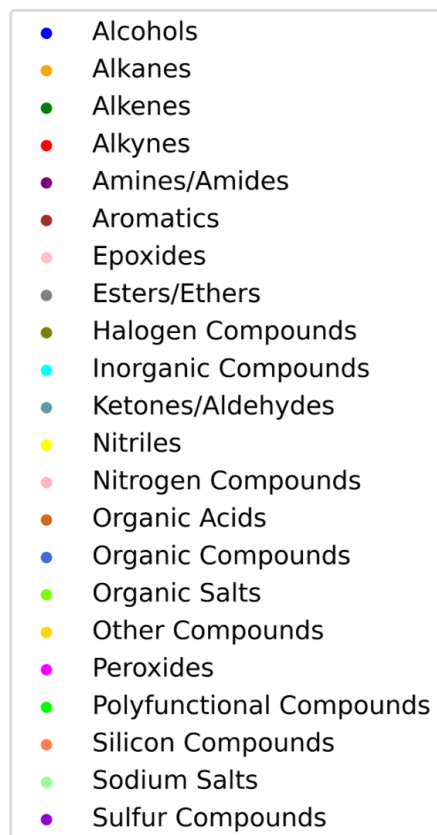 Alcohols
Alkanes
Alkenes
Alkynes
Amines/Amides
Aromatics
Epoxides
Esters/Ethers
Halogen Compounds
Inorganic Compounds
Ketones/Aldehydes
Nitriles
Nitrogen Compounds
Organic Acids
Organic Compounds
Organic Salts
Other Compounds
Peroxides
Polyfunctional Compounds
Silicon Compounds
Sodium Salts
Sulfur Compounds